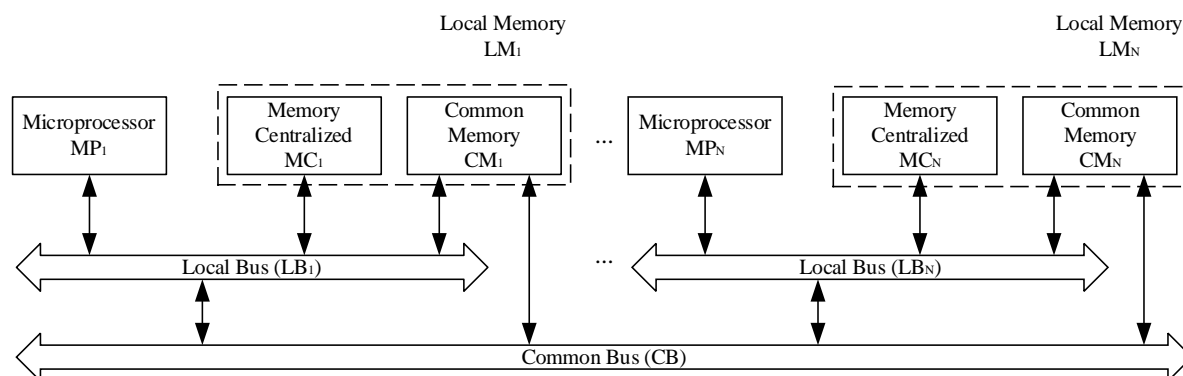 Local Memory
LM₁
Local Memory
LMN
Microprocessor
MP₁
Memory
Centralized
MC₁
Common
Memory
CM₁
...
Microprocessor
MPN
Memory
Centralized
MCN
Common
Memory
CMN
Local Bus (LB₁)
...
Local Bus (LBN)
Common Bus (CB)